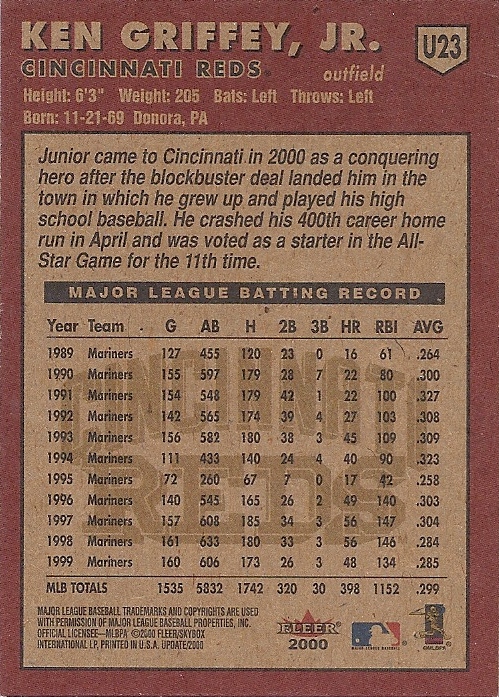 KEN GRIFFEY, JR.
U23
CINCINNATI REDS®
outfield
Height: 6'3" Weight: 205 Bats: Left Throws: Left
Born: 11-21-69 Donora, PA
Junior came to Cincinnati in 2000 as a conquering
hero after the blockbuster deal landed him in the
town in which he grew up and played his high
school baseball. He crashed his 400th career home
run in April and was voted as a starter in the All-
Star Game for the 11th time.
MAJOR LEAGUE BATTING RECORD
Year Team G AB H 2B 3B HR RBI AVG
1989 Mariners 127 455 120 23 0 16 61 .264
1990 Mariners 155 597 179 28 7 22 80 .300
1991 Mariners 154 548 179 42 1 22 100 .327
1992 Mariners 142 565 174 39 4 27 103 .308
1993 Mariners 156 582 180 38 3 45 109 .309
1994 Mariners 111 433 140 24 4 40 90 .323
1995 Mariners 72 260 67 7 0 17 42 .258
1996 Mariners 140 545 165 26 2 49 140 .303
1997 Mariners 157 608 185 34 3 56 147 .304
1998 Mariners 161 633 180 33 3 56 146 .284
1999 Mariners 160 606 173 26 3 48 134 .285
MLB TOTALS 1535 5832 1742 320 30 398 1152 .299
CINCINNATI
REDS
MAJOR LEAGUE BASEBALL TRADEMARKS AND COPYRIGHTS ARE USED
WITH PERMISSION OF MAJOR LEAGUE BASEBALL PROPERTIES, INC.
OFFICIAL LICENSEE—MLBPA ©2000 FLEER/SKYBOX
INTERNATIONAL LP, PRINTED IN U.S.A. UPDATE/2000
FLEER
2000
MAJOR LEAGUE BASEBALL
©MLBPA